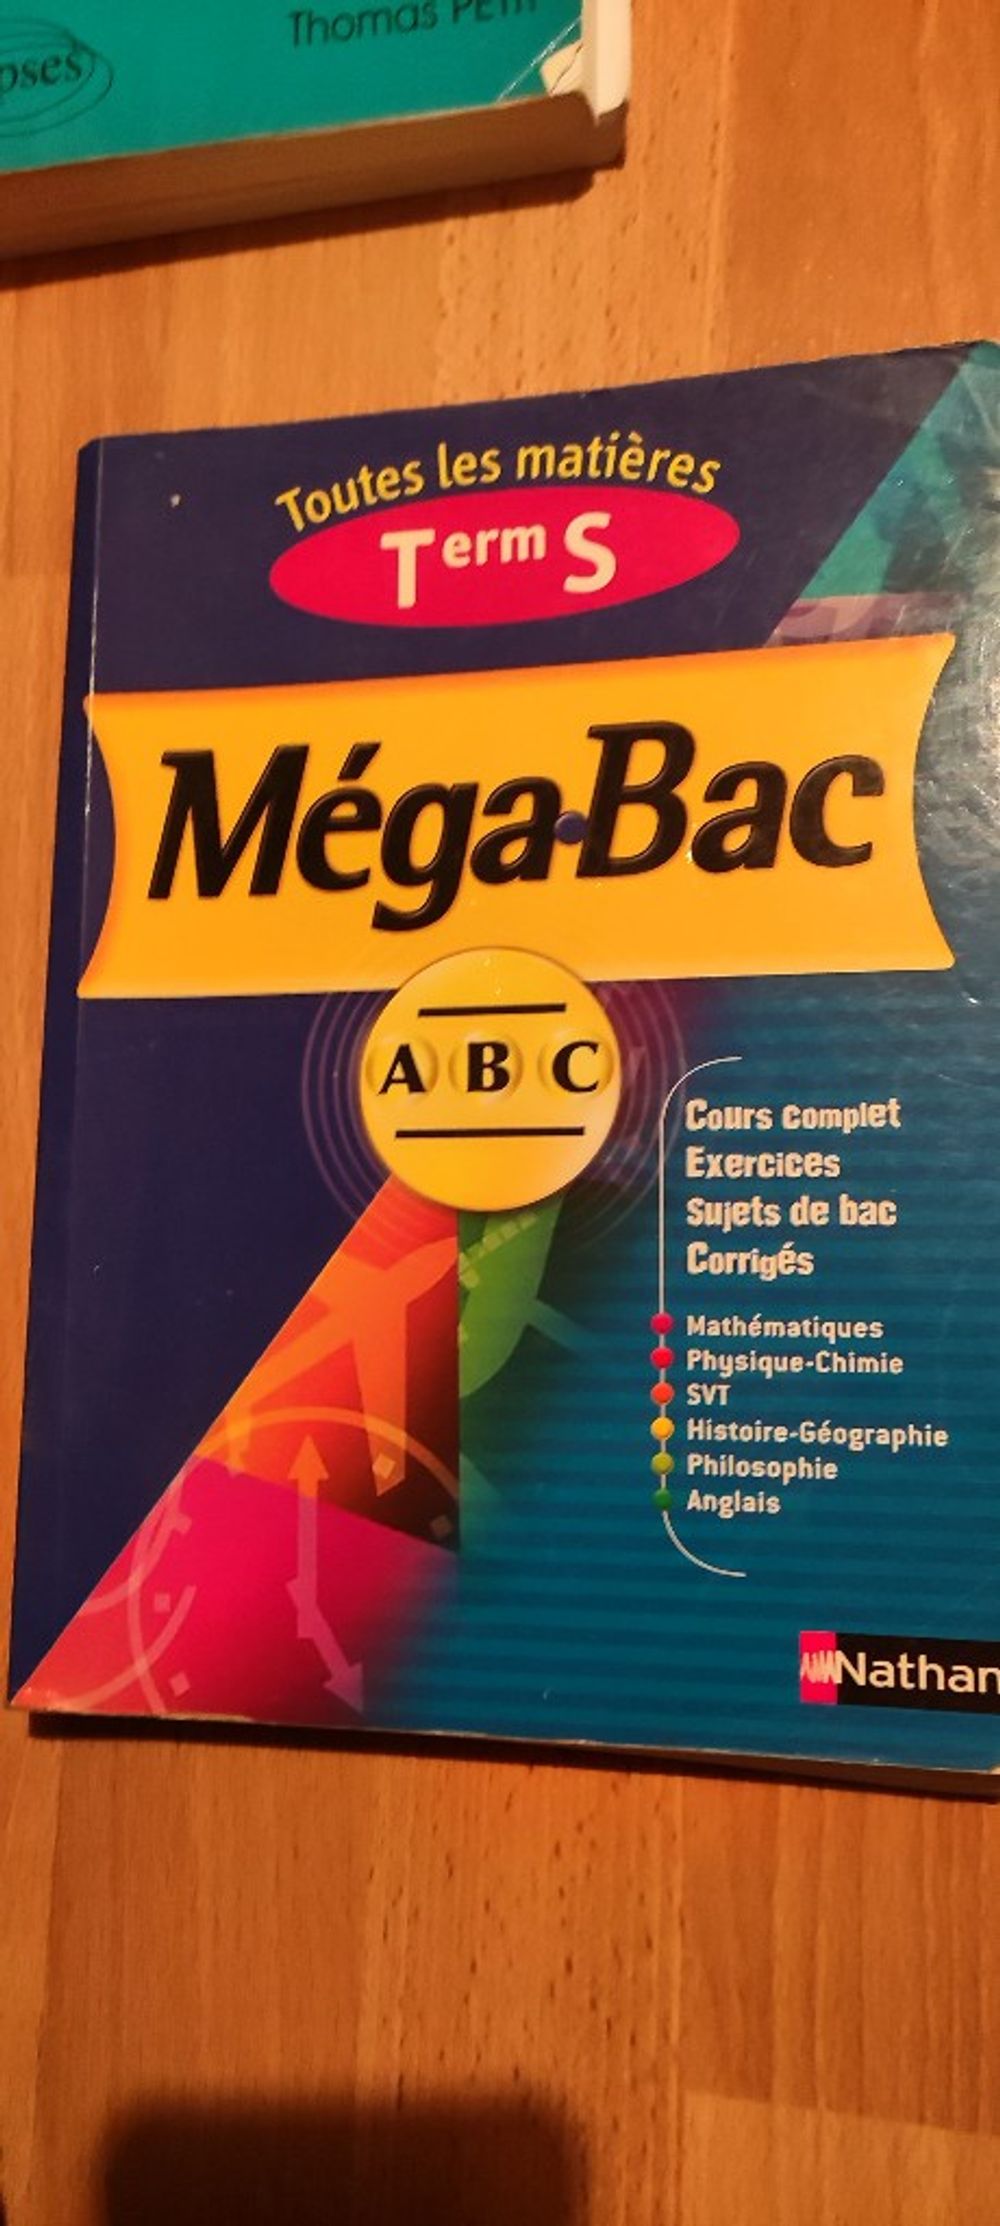 Thomas
Toutes les matières
Term S
Méga Bac
A B C
Cours complet
Exercices
Sujets de bac
Corrigés
Mathématiques
Physique-Chimie
SVT
Histoire-Géographie
Philosophie
Anglais
Nathan